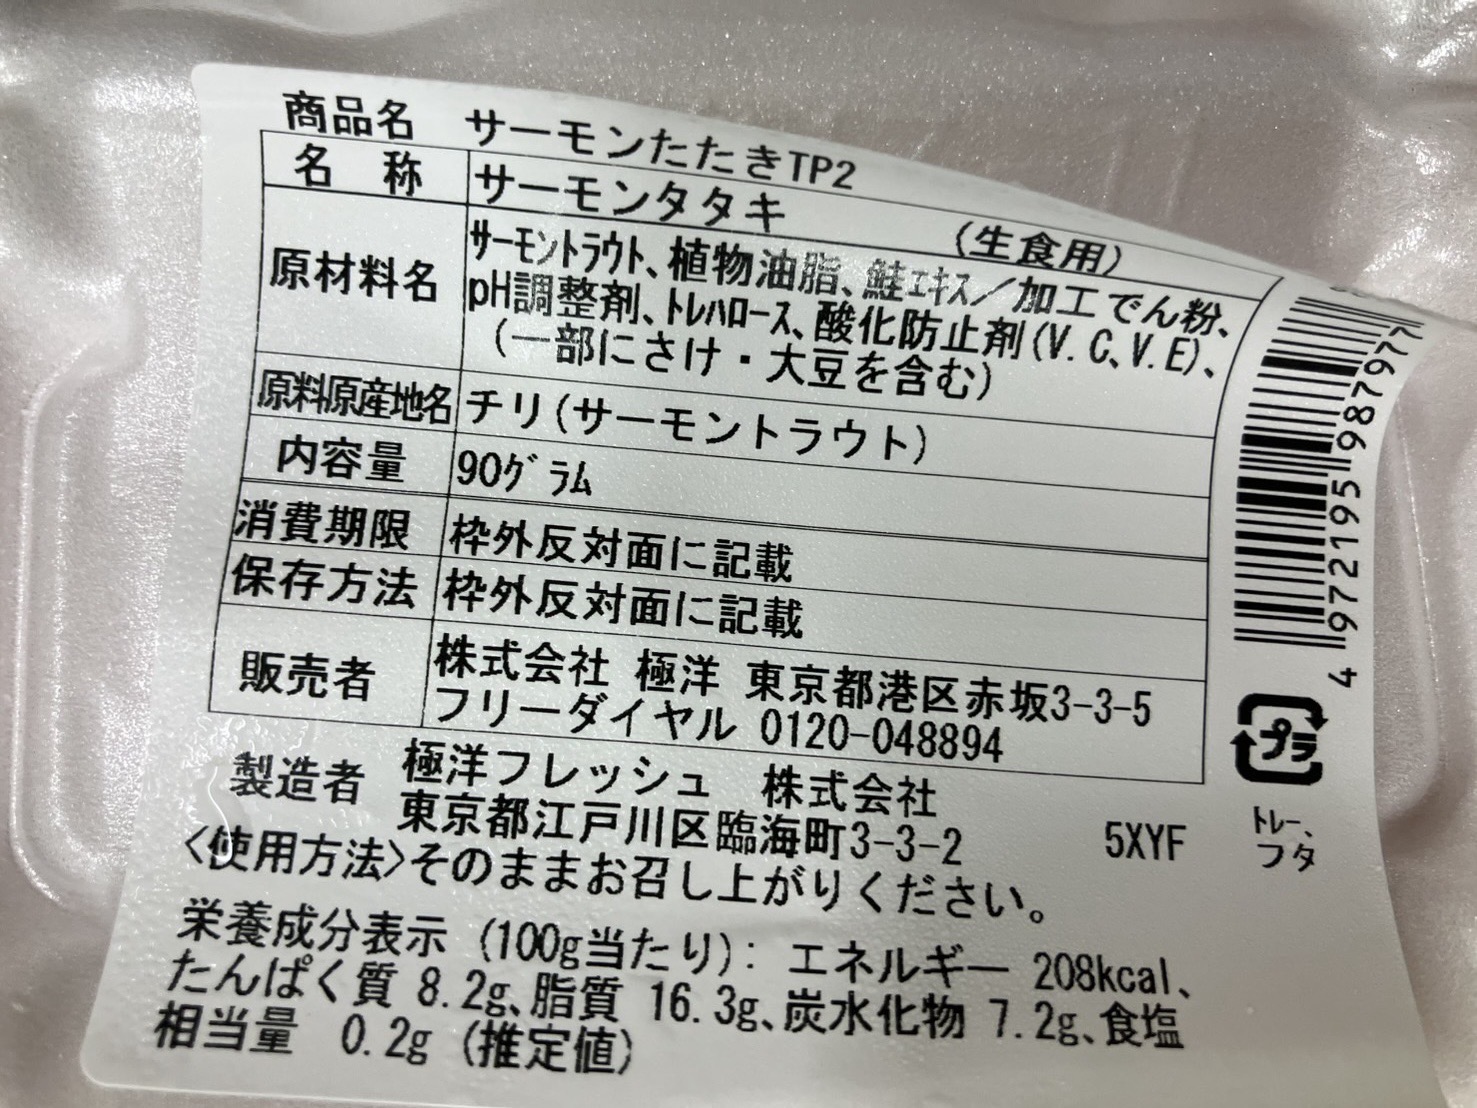 商品名 サーモンたたきTP2
名 称 サーモンタタキ (生食用)
原材料名 サーモントラウト、植物油脂、鮭エキス/加工でん粉、
pH調整剤、トレハロース、酸化防止剤(V.C、V.E)、
(一部にさけ・大豆を含む)
原料原産地名 チリ(サーモントラウト)
内容量 90グラム
消費期限 枠外反対面に記載
保存方法 枠外反対面に記載
販売者 株式会社 極洋 東京都港区赤坂3-3-5
フリーダイヤル 0120-048894
製造者 極洋フレッシュ 株式会社
東京都江戸川区臨海町3-3-2 5XYF
<使用方法>そのままお召し上がりください。
栄養成分表示 (100g当たり): エネルギー 208kcal、
たんぱく質 8.2g、脂質 16.3g、炭水化物 7.2g、食塩
相当量 0.2g (推定値)
4972195987977
プラ
トレー、
フタ